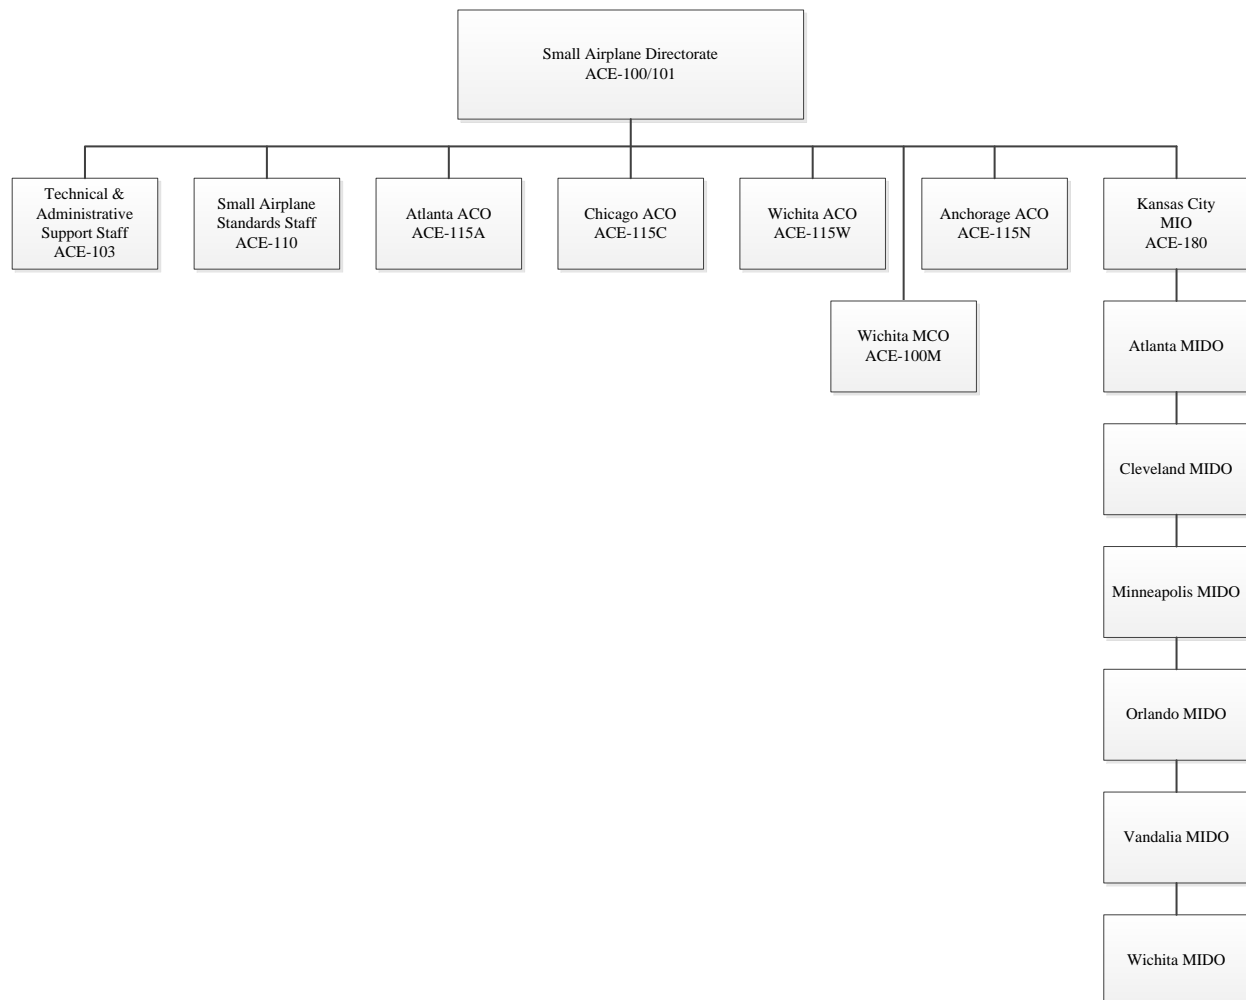 Small Airplane Directorate
ACE-100/101
Technical &
Administrative
Support Staff
ACE-103
Small Airplane
Standards Staff
ACE-110
Atlanta ACO
ACE-115A
Chicago ACO
ACE-115C
Wichita ACO
ACE-115W
Anchorage ACO
ACE-115N
Kansas City
MIO
ACE-180
Wichita MCO
ACE-100M
Atlanta MIDO
Cleveland MIDO
Minneapolis MIDO
Orlando MIDO
Vandalia MIDO
Wichita MIDO